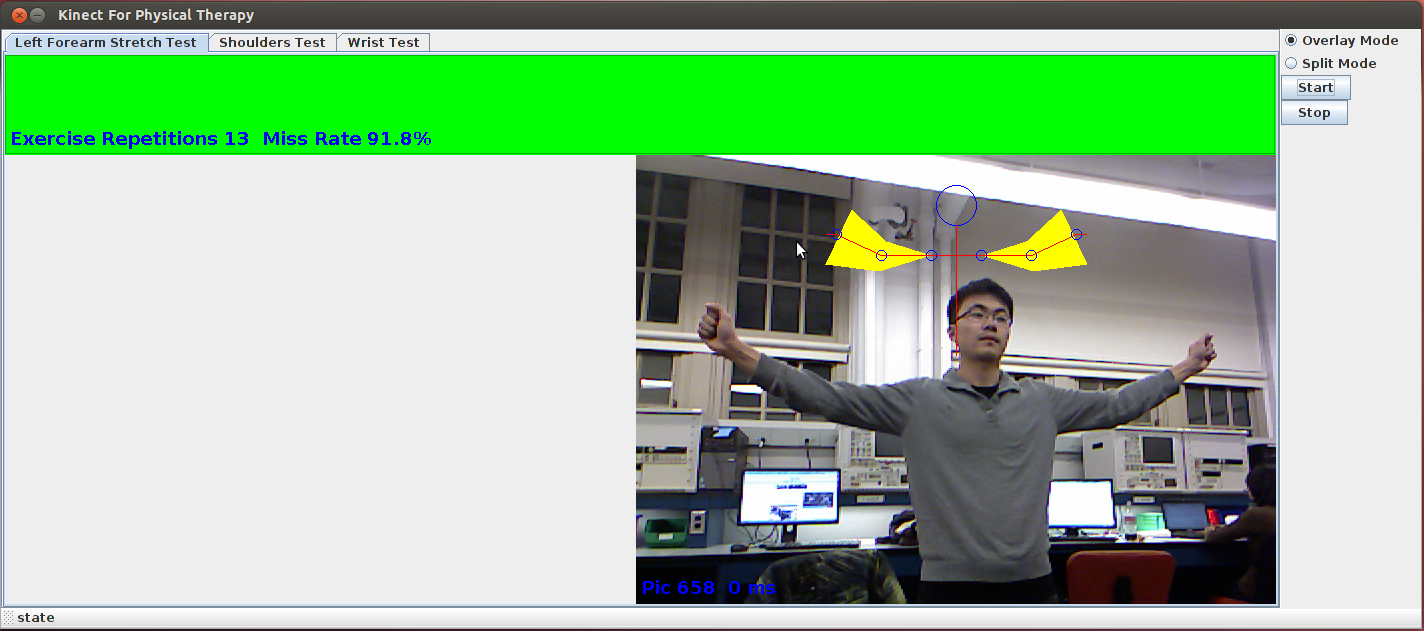 Kinect For Physical Therapy
Left Forearm Stretch Test
Shoulders Test
Wrist Test
Overlay Mode
Split Mode
Start
Stop
Exercise Repetitions 13 Miss Rate 91.8%
Plc 658 0 ms
state